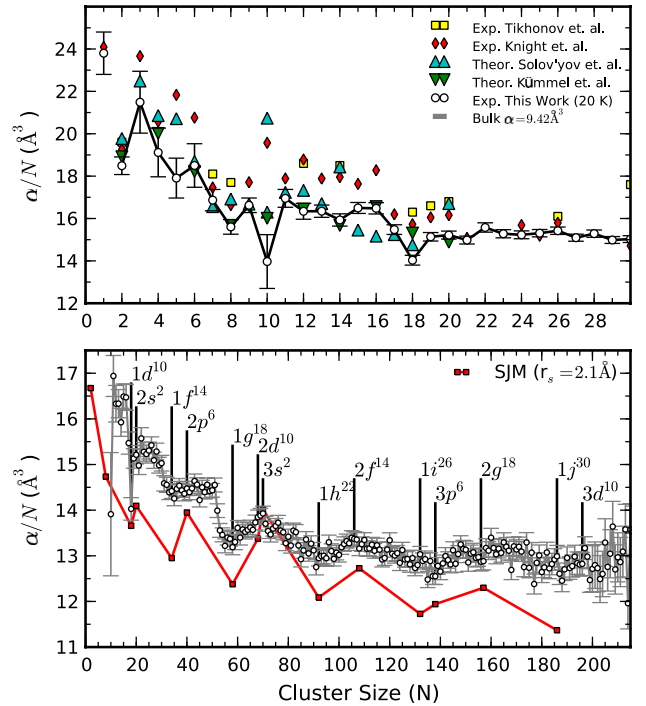 Exp. Tikhonov et. al.
Exp. Knight et. al.
Theor. Solov'yov et. al.
Theor. Kümmel et. al.
Exp. This Work (20 K)
Bulk α=9.42Å³
α/N (Å³)
26
24
22
20
18
16
14
12
0 2 4 6 8 10 12 14 16 18 20 22 24 26 28
SJM (r_s = 2.1Å)
1d¹⁰
2s²
1f¹⁴
2p⁶
1g¹⁸
2d¹⁰
3s²
1h²²
2f¹⁴
1i²⁶
3p⁶
2g¹⁸
1j³⁰
3d¹⁰
α/N (Å³)
17
16
15
14
13
12
11
0 20 40 60 80 100 120 140 160 180 200
Cluster Size (N)